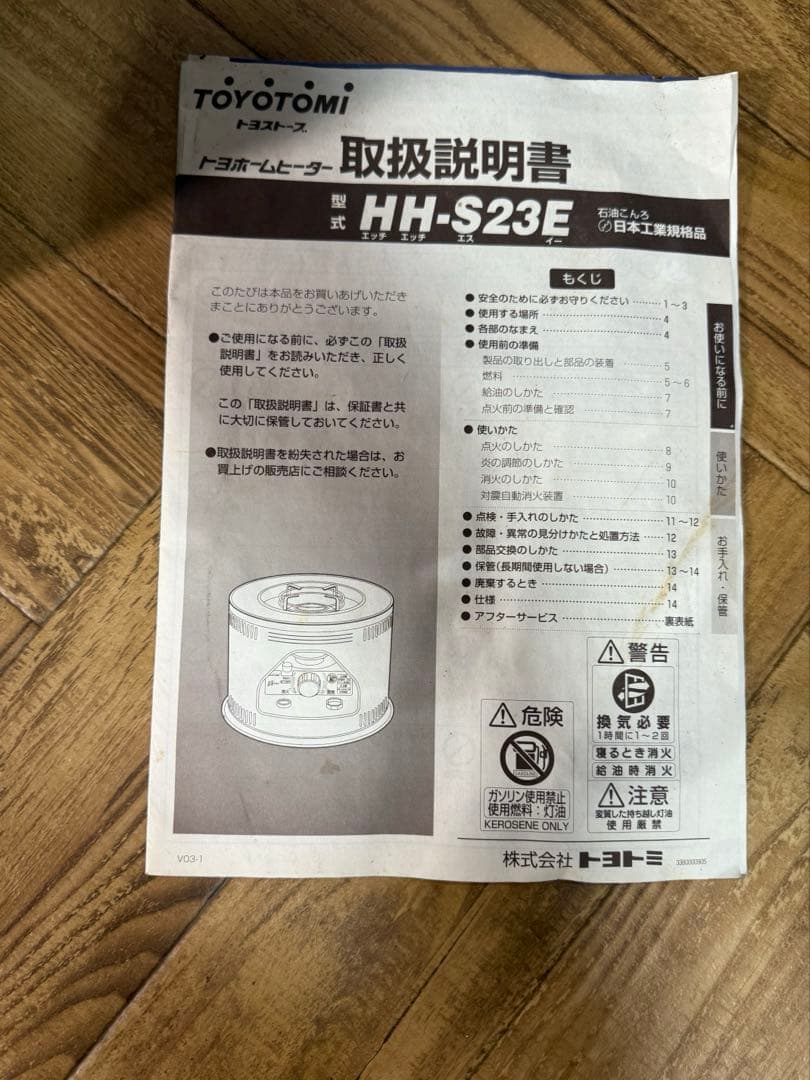 TOYOTOMI
トヨストーブ
トヨホームヒーター 取扱説明書
型式 HH-S23E
エッチ エッチ エス イー
石油こんろ
日本工業規格品
このたびは本品をお買いあげいただき
まことにありがとうございます。
●ご使用になる前に、必ずこの「取扱
説明書」をお読みいただき、正しく
使用してください。
この「取扱説明書」は、保証書と共
に大切に保管しておいてください。
●取扱説明書を紛失された場合は、お
買上げの販売店にご相談ください。
もくじ
● 安全のために必ずお守りください ……… 1～3
● 使用する場所 ……… 4
● 各部のなまえ ……… 4
● 使用前の準備
製品の取り出しと部品の装着 ……… 5
燃料 ……… 5～6
給油のしかた ……… 7
点火前の準備と確認 ……… 7
● 使いかた
点火のしかた ……… 8
炎の調節のしかた ……… 9
消火のしかた ……… 10
対震自動消火装置 ……… 10
● 点検・手入れのしかた ……… 11～12
● 故障・異常の見分けかたと処置方法 ……… 12
● 部品交換のしかた ……… 13
● 保管(長期間使用しない場合) ……… 13～14
● 廃棄するとき ……… 14
● 仕様 ……… 14
● アフターサービス ……… 裏表紙
お使いになる前に
使いかた
お手入れ・保管
危険
GASOLINE
ガソリン使用禁止
使用燃料：灯油
KEROSENE ONLY
警告
換気必要
1時間に1～2回
寝るとき消火
給油時消火
注意
変質した持ち越し灯油
使用厳禁
V03-1
株式会社 トヨトミ
3380000905